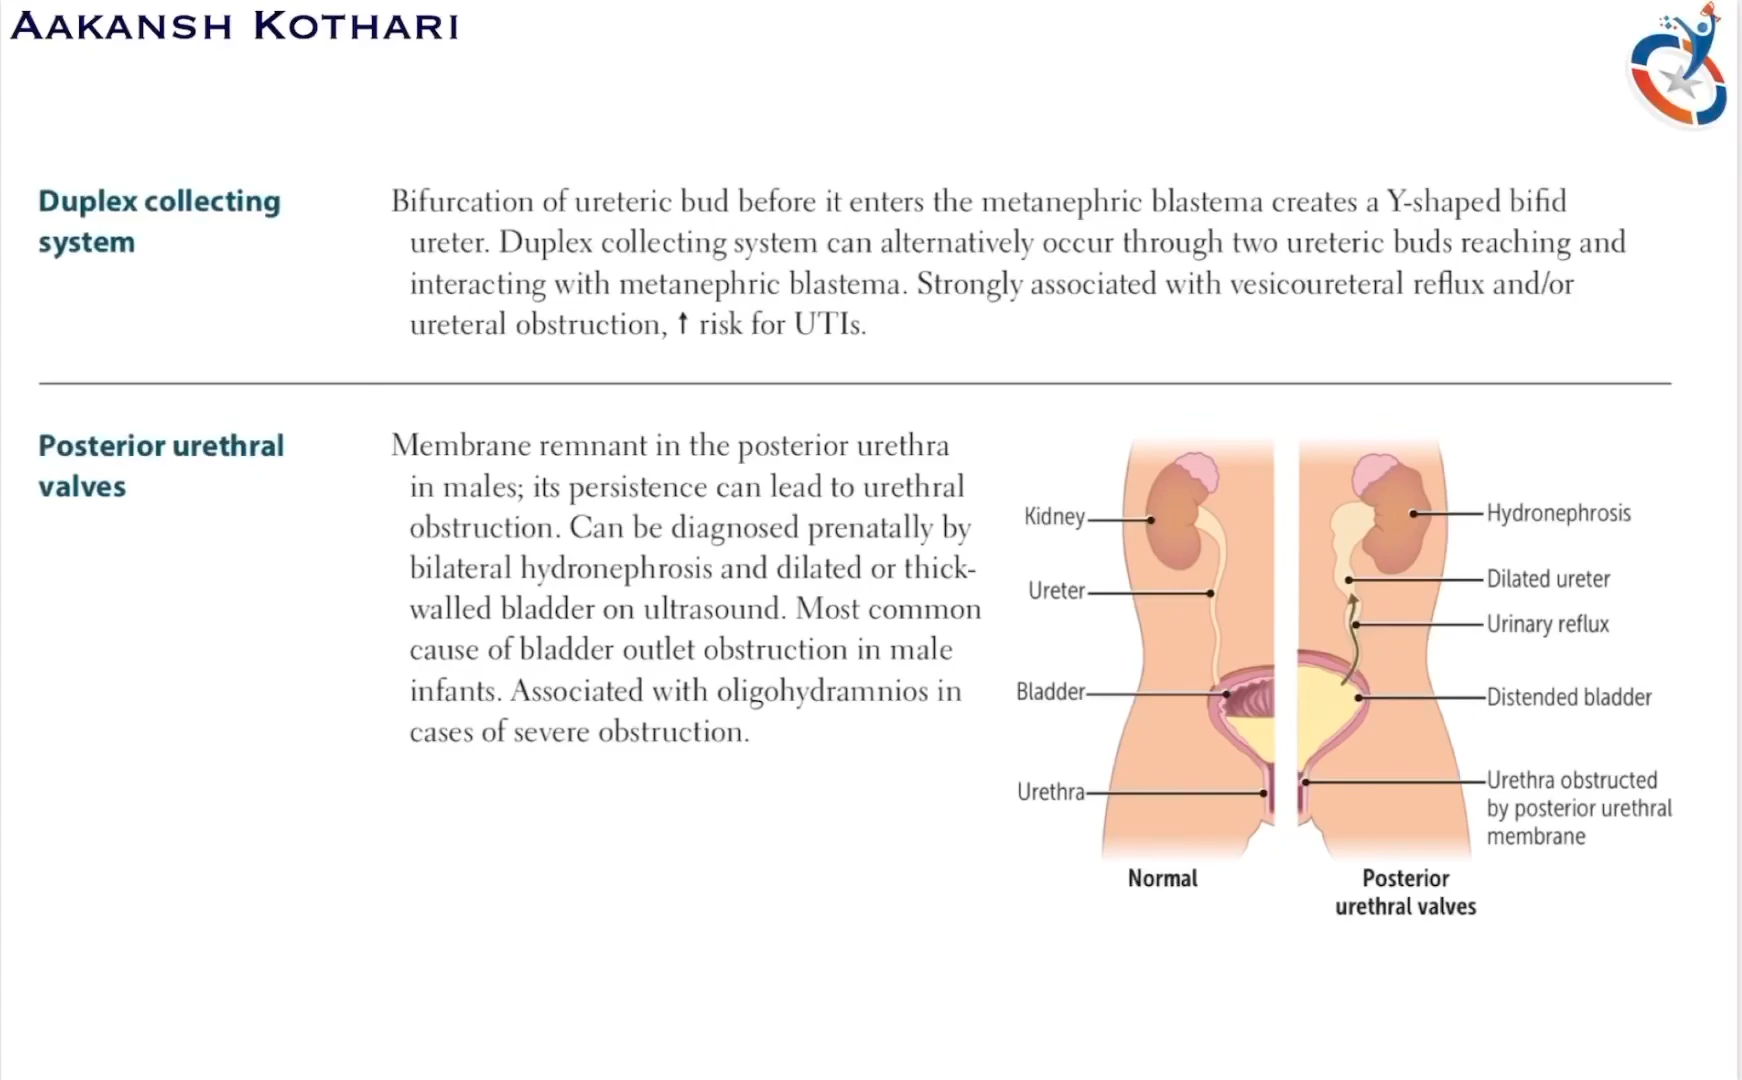 AAKANSH KOTHARI
Duplex collecting
system
Bifurcation of ureteric bud before it enters the metanephric blastema creates a Y-shaped bifid
ureter. Duplex collecting system can alternatively occur through two ureteric buds reaching and
interacting with metanephric blastema. Strongly associated with vesicoureteral reflux and/or
ureteral obstruction, ↑ risk for UTIs.
Posterior urethral
valves
Membrane remnant in the posterior urethra
in males; its persistence can lead to urethral
obstruction. Can be diagnosed prenatally by
bilateral hydronephrosis and dilated or thick-
walled bladder on ultrasound. Most common
cause of bladder outlet obstruction in male
infants. Associated with oligohydramnios in
cases of severe obstruction.
Kidney
Ureter
Bladder
Urethra
Normal
Hydronephrosis
Dilated ureter
Urinary reflux
Distended bladder
Urethra obstructed
by posterior urethral
membrane
Posterior
urethral valves